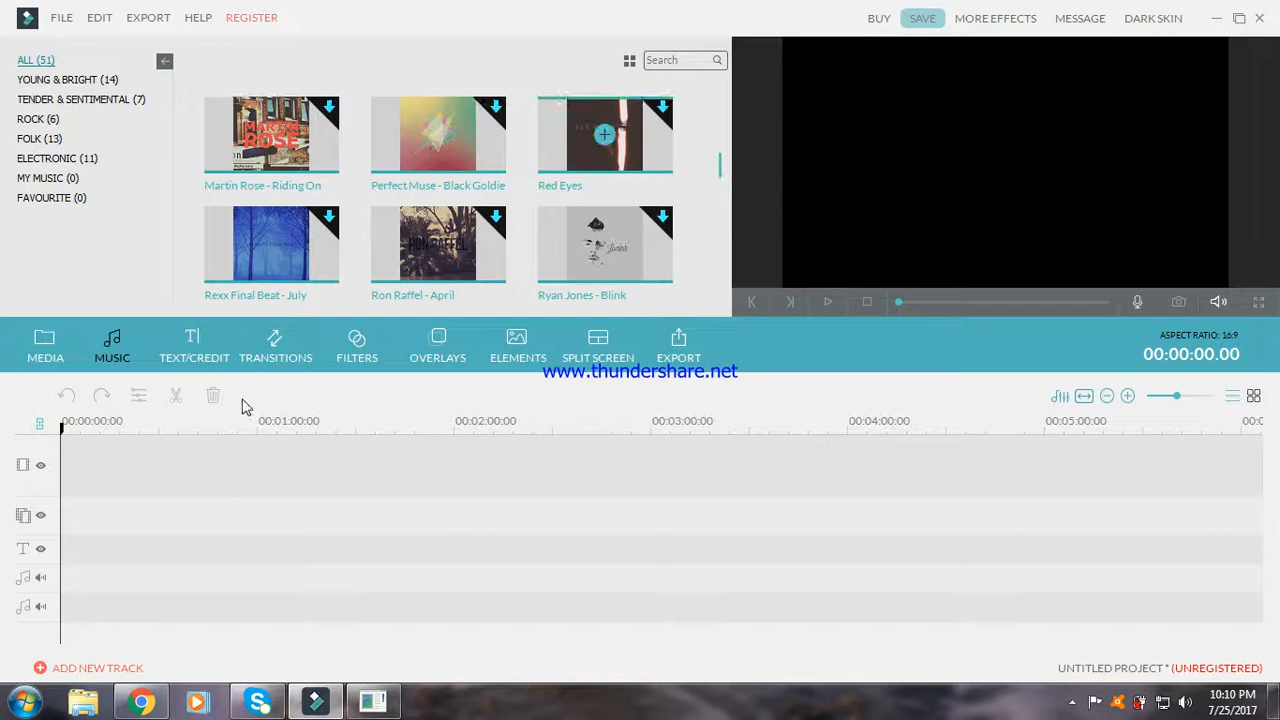 FILE EDIT EXPORT HELP REGISTER BUY SAVE MORE EFFECTS MESSAGE DARK SKIN
ALL (51)
YOUNG & BRIGHT (14)
TENDER & SENTIMENTAL (7)
ROCK (6)
FOLK (13)
ELECTRONIC (11)
MY MUSIC (0)
FAVOURITE (0)
Search
MARTIN
ROSE
Martin Rose - Riding On
Perfect Muse - Black Goldie
Red Eyes
Rexx Final Beat - July
Ron Raffel - April
Ryan Jones - Blink
MEDIA MUSIC TEXT/CREDIT TRANSITIONS FILTERS OVERLAYS ELEMENTS SPLIT SCREEN EXPORT
ASPECT RATIO: 16:9
00:00:00.00
www.thundershare.net
00:00:00:00 00:01:00:00 00:02:00:00 00:03:00:00 00:04:00:00 00:05:00:00 00:0
ADD NEW TRACK
UNTITLED PROJECT * (UNREGISTERED)
10:10 PM
7/25/2017